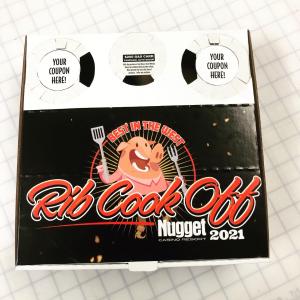 YOUR
COUPON
HERE!
YOUR
COUPON
HERE!
BEST IN THE WEST
Rib Cook Off
Nugget
CASINO RESORT
2021